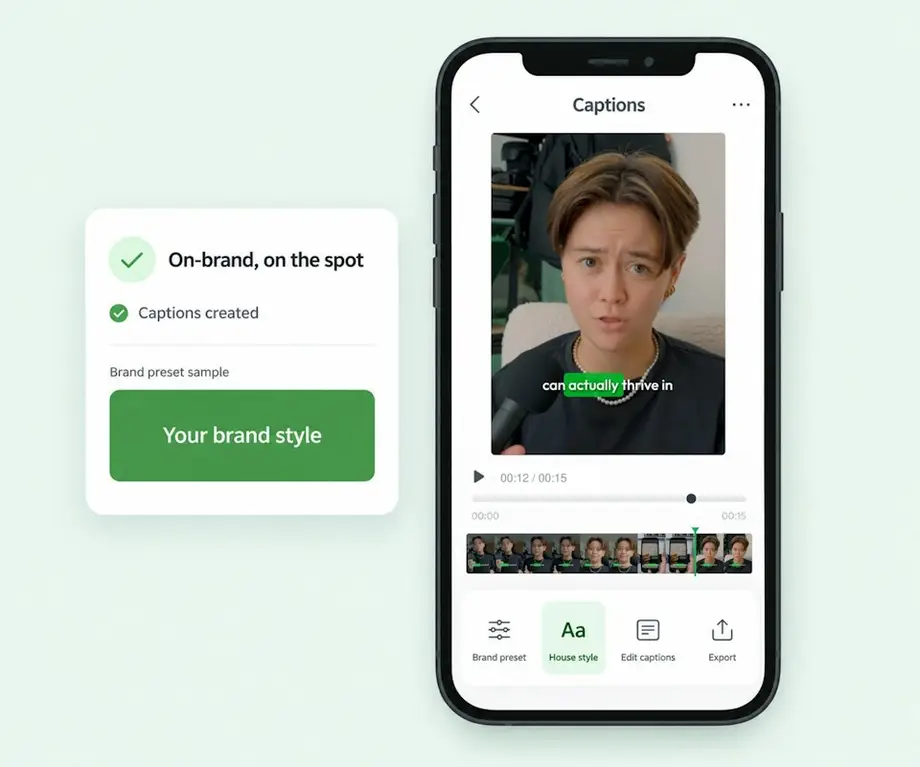 On-brand, on the spot
Captions created
Brand preset sample
Your brand style
Captions
can actually thrive in
00:12 / 00:15
00:00
00:15
Brand preset
Aa
House style
Edit captions
Export